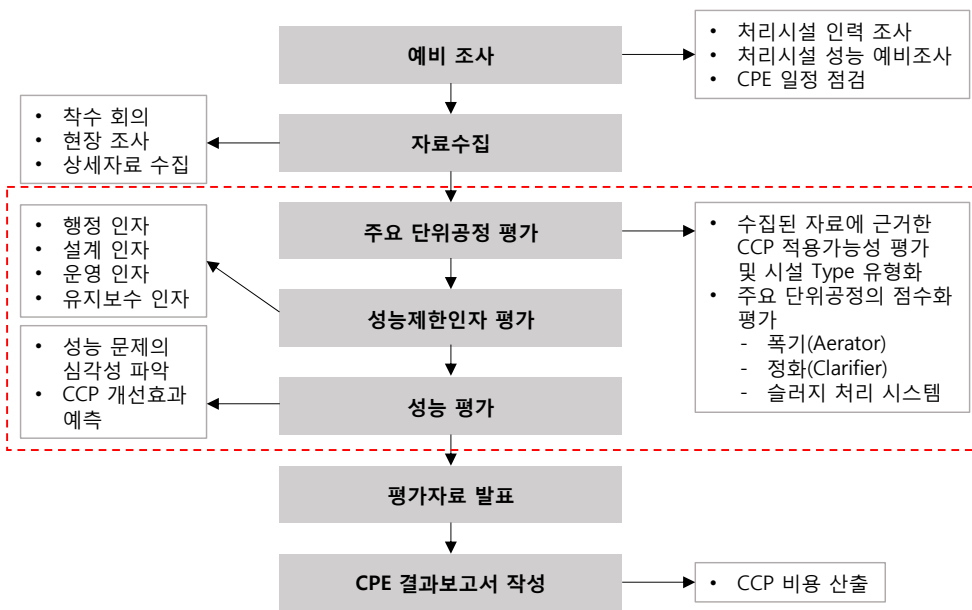 예비 조사
• 처리시설 인력 조사
• 처리시설 성능 예비조사
• CPE 일정 점검
• 착수 회의
• 현장 조사
• 상세자료 수집
자료수집
• 행정 인자
• 설계 인자
• 운영 인자
• 유지보수 인자
주요 단위공정 평가
• 수집된 자료에 근거한
CCP 적용가능성 평가
및 시설 Type 유형화
• 주요 단위공정의 점수화
평가
- 폭기(Aerator)
- 정화(Clarifier)
- 슬러지 처리 시스템
성능제한인자 평가
• 성능 문제의
심각성 파악
• CCP 개선효과
예측
성능 평가
평가자료 발표
CPE 결과보고서 작성
• CCP 비용 산출